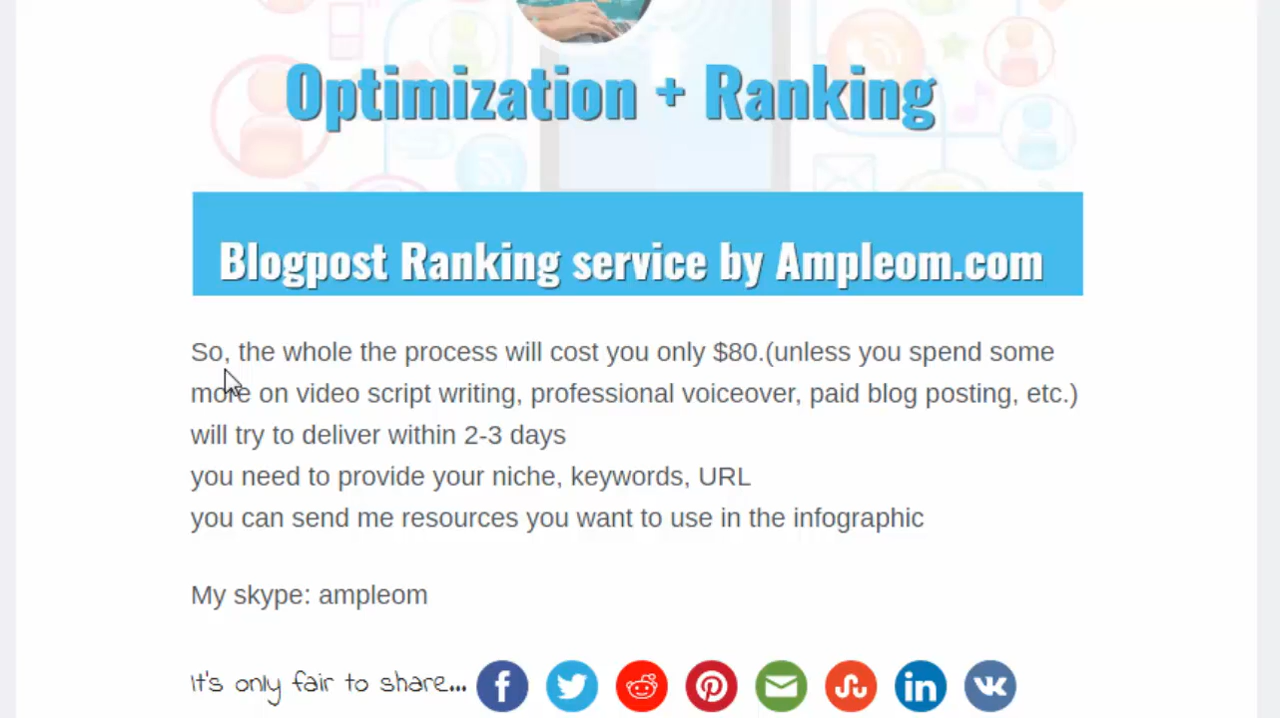 Optimization + Ranking
Blogpost Ranking service by Ampleom.com
So, the whole the process will cost you only $80.(unless you spend some
more on video script writing, professional voiceover, paid blog posting, etc.)
will try to deliver within 2-3 days
you need to provide your niche, keywords, URL
you can send me resources you want to use in the infographic
My skype: ampleom
It's only fair to share...